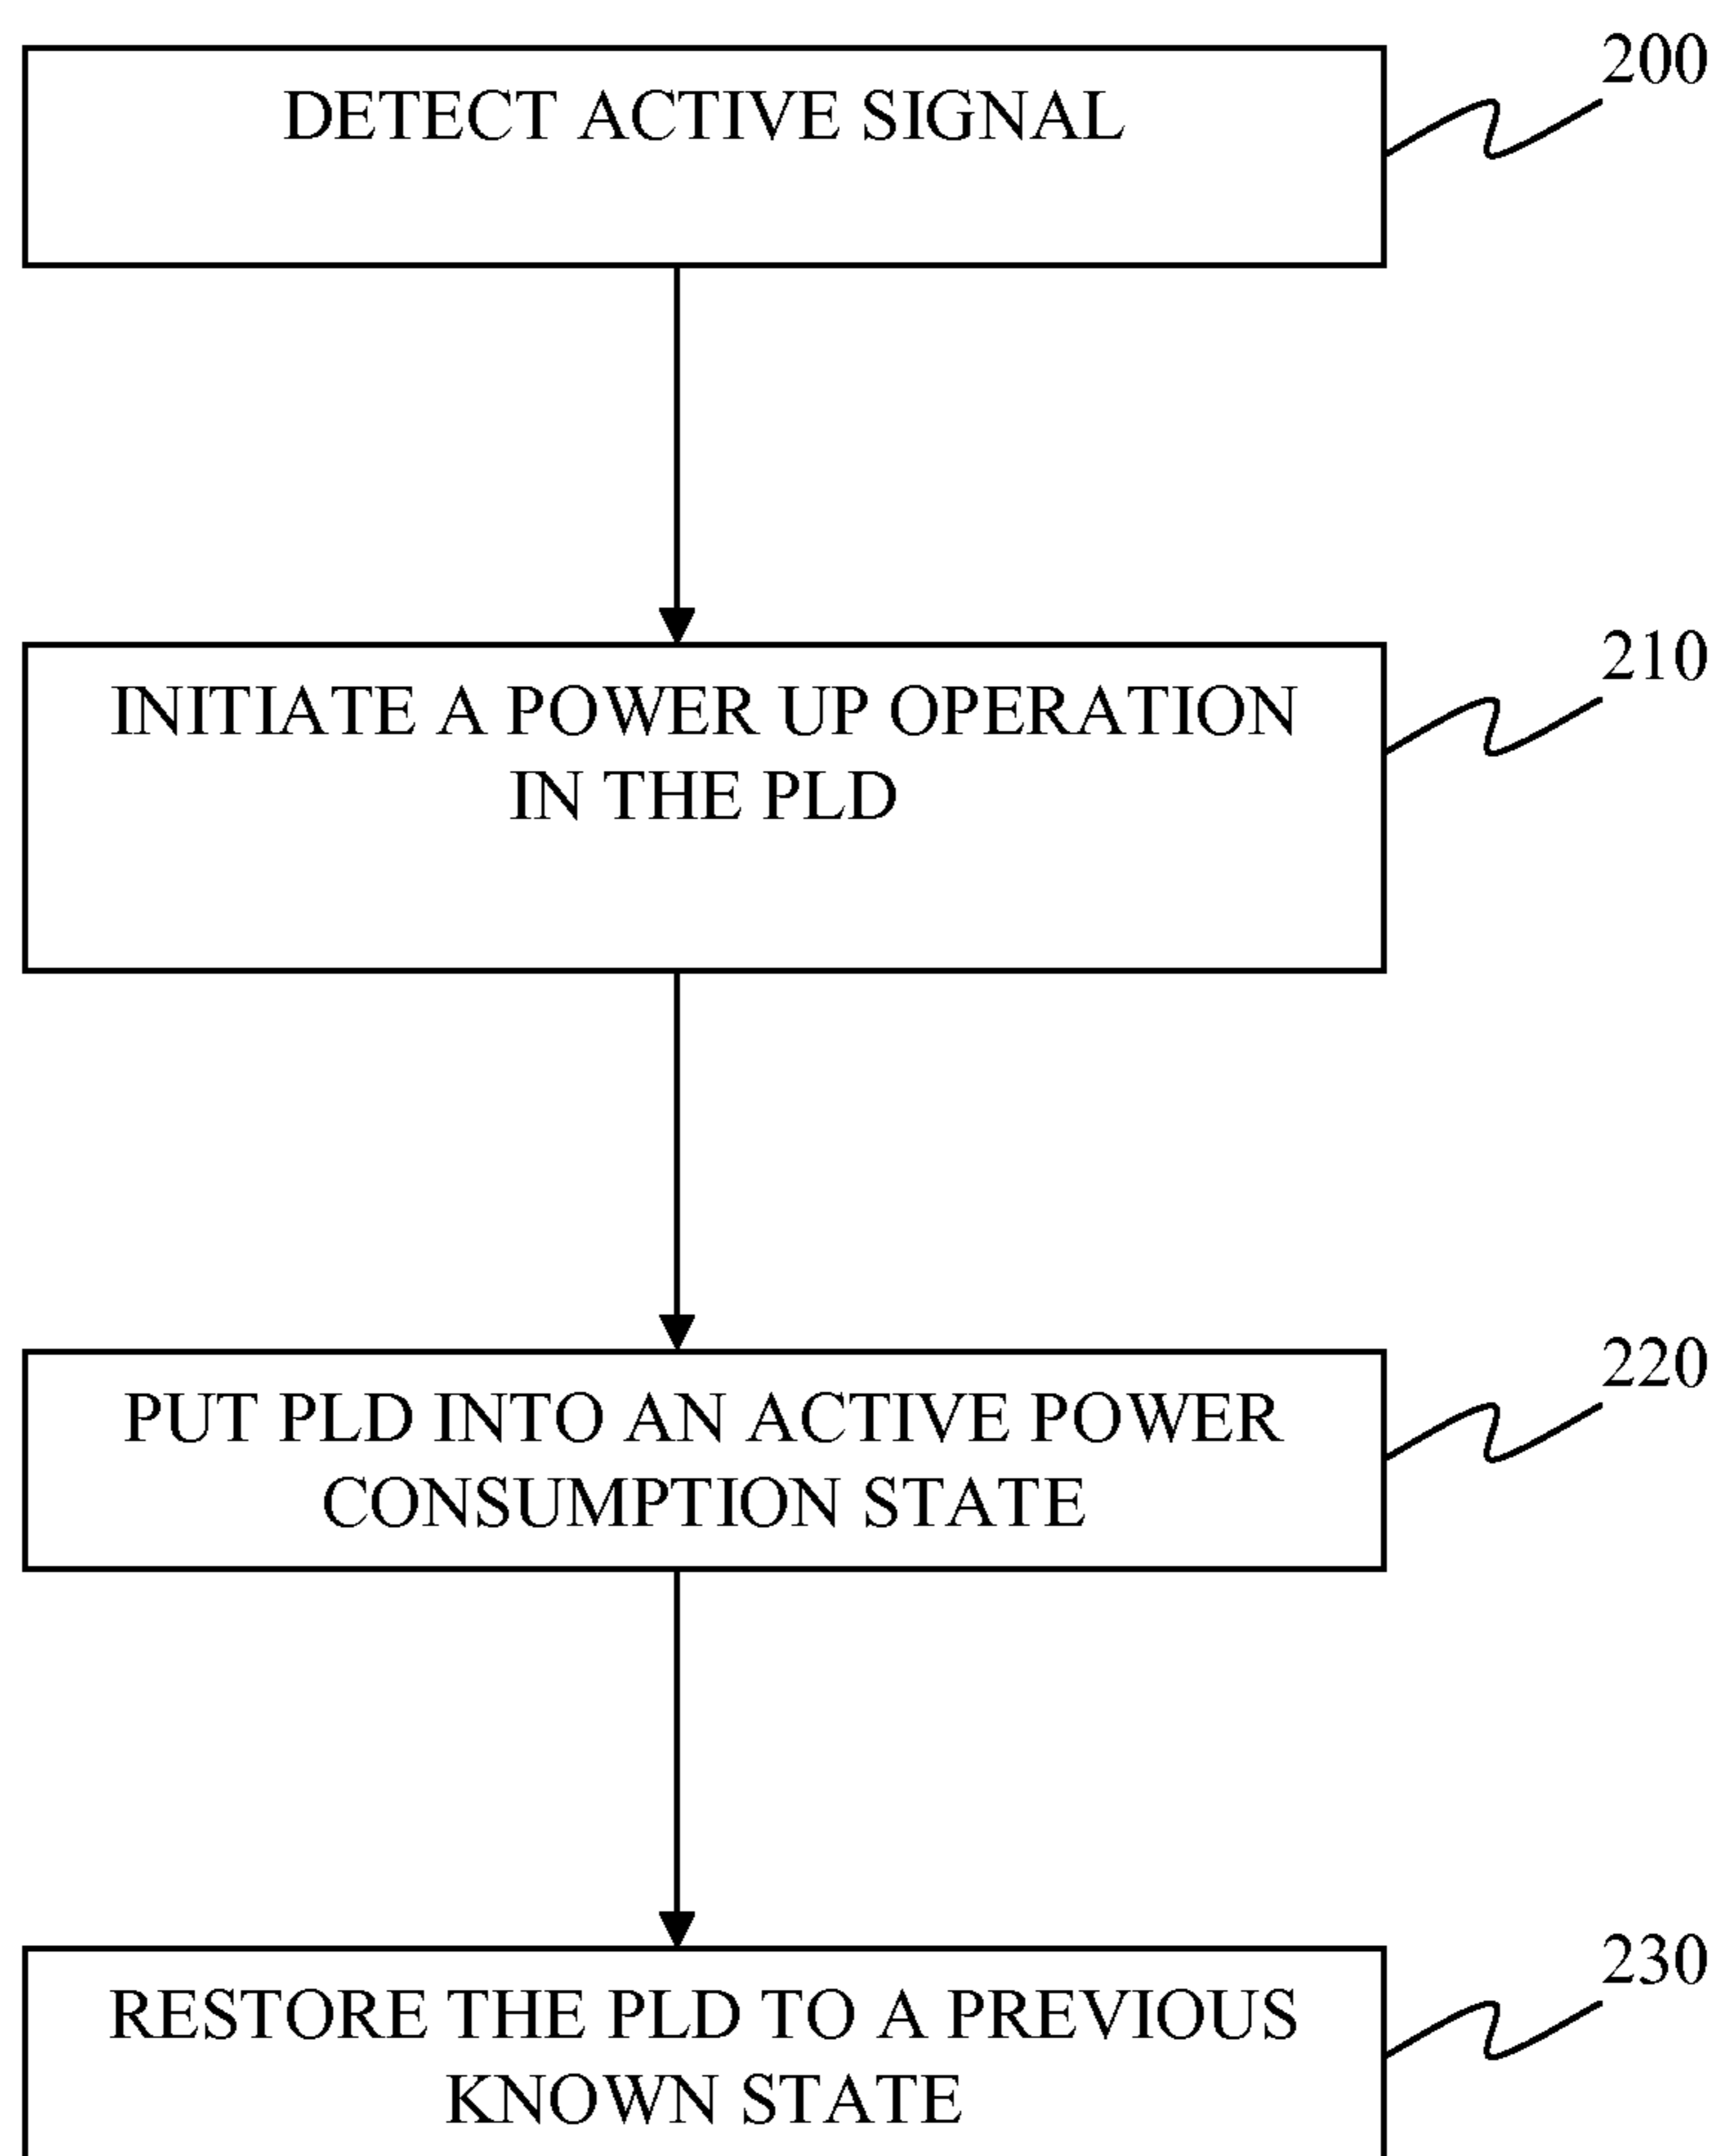 200
DETECT ACTIVE SIGNAL
210
INITIATE A POWER UP OPERATION
IN THE PLD
220
PUT PLD INTO AN ACTIVE POWER
CONSUMPTION STATE
230
RESTORE THE PLD TO A PREVIOUS
KNOWN STATE